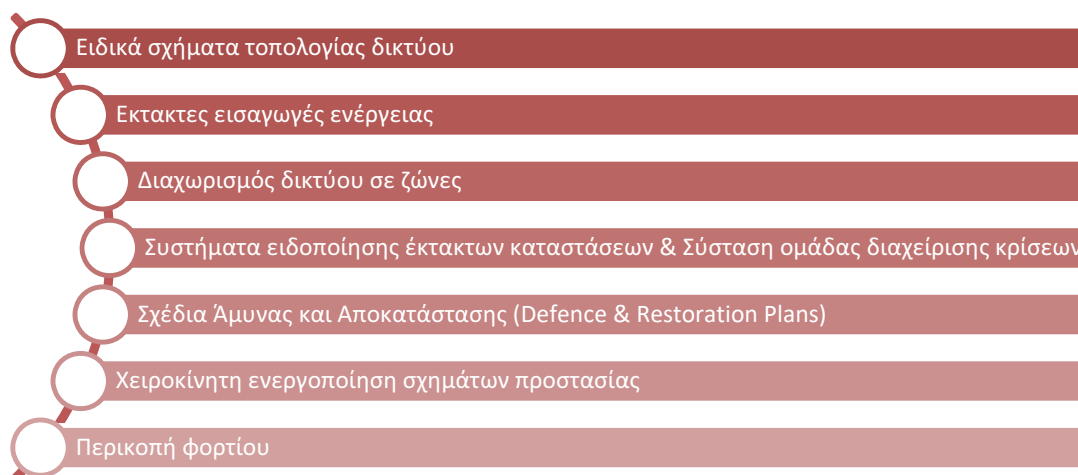 Ειδικά σχήματα τοπολογίας δικτύου
Εκτακτες εισαγωγές ενέργειας
Διαχωρισμός δικτύου σε ζώνες
Συστήματα ειδοποίησης έκτακτων καταστάσεων & Σύσταση ομάδας διαχείρισης κρίσεων
Σχέδια Άμυνας και Αποκατάστασης (Defence & Restoration Plans)
Χειροκίνητη ενεργοποίηση σχημάτων προστασίας
Περικοπή φορτίου